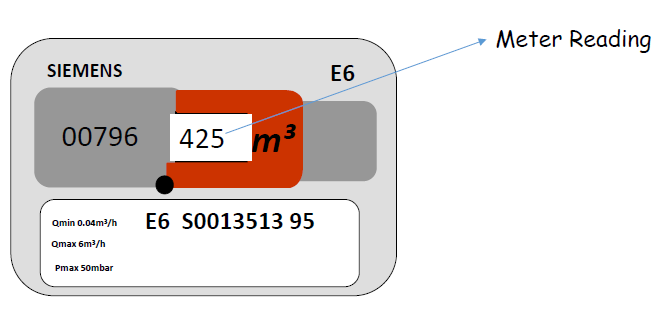 Meter Reading
SIEMENS
E6
00796
425
m³
Qmin 0.04m³/h
E6 S0013513 95
Qmax 6m³/h
Pmax 50mbar